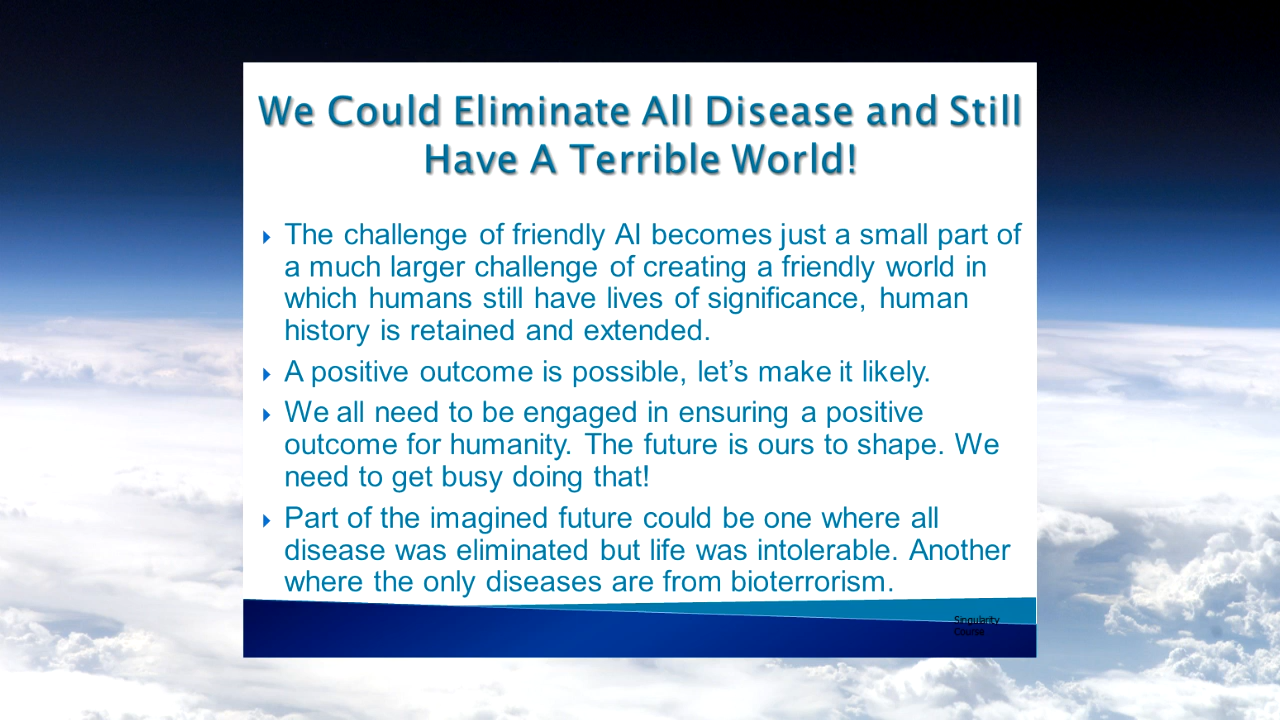 We Could Eliminate All Disease and Still
Have A Terrible World!
The challenge of friendly AI becomes just a small part of
a much larger challenge of creating a friendly world in
which humans still have lives of significance, human
history is retained and extended.
A positive outcome is possible, let’s make it likely.
We all need to be engaged in ensuring a positive
outcome for humanity. The future is ours to shape. We
need to get busy doing that!
Part of the imagined future could be one where all
disease was eliminated but life was intolerable. Another
where the only diseases are from bioterrorism.
Singularity
Course